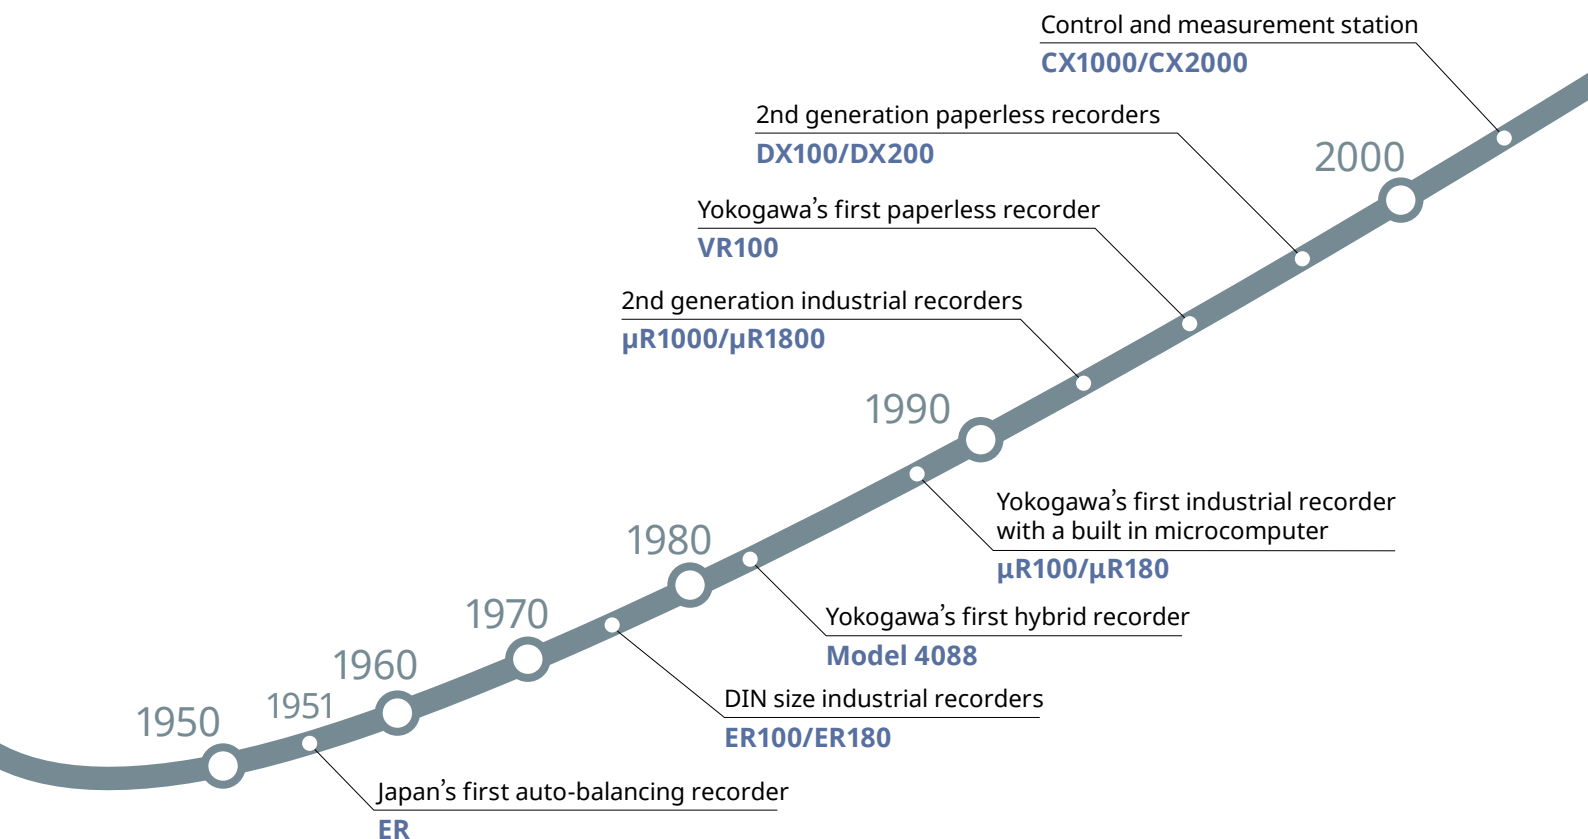 Control and measurement station
CX1000/CX2000
2nd generation paperless recorders
DX100/DX200
2000
Yokogawa’s first paperless recorder
VR100
2nd generation industrial recorders
µR1000/µR1800
1990
Yokogawa’s first industrial recorder
with a built in microcomputer
µR100/µR180
1980
Yokogawa’s first hybrid recorder
Model 4088
1970
DIN size industrial recorders
ER100/ER180
1960
1951
1950
Japan’s first auto-balancing recorder
ER